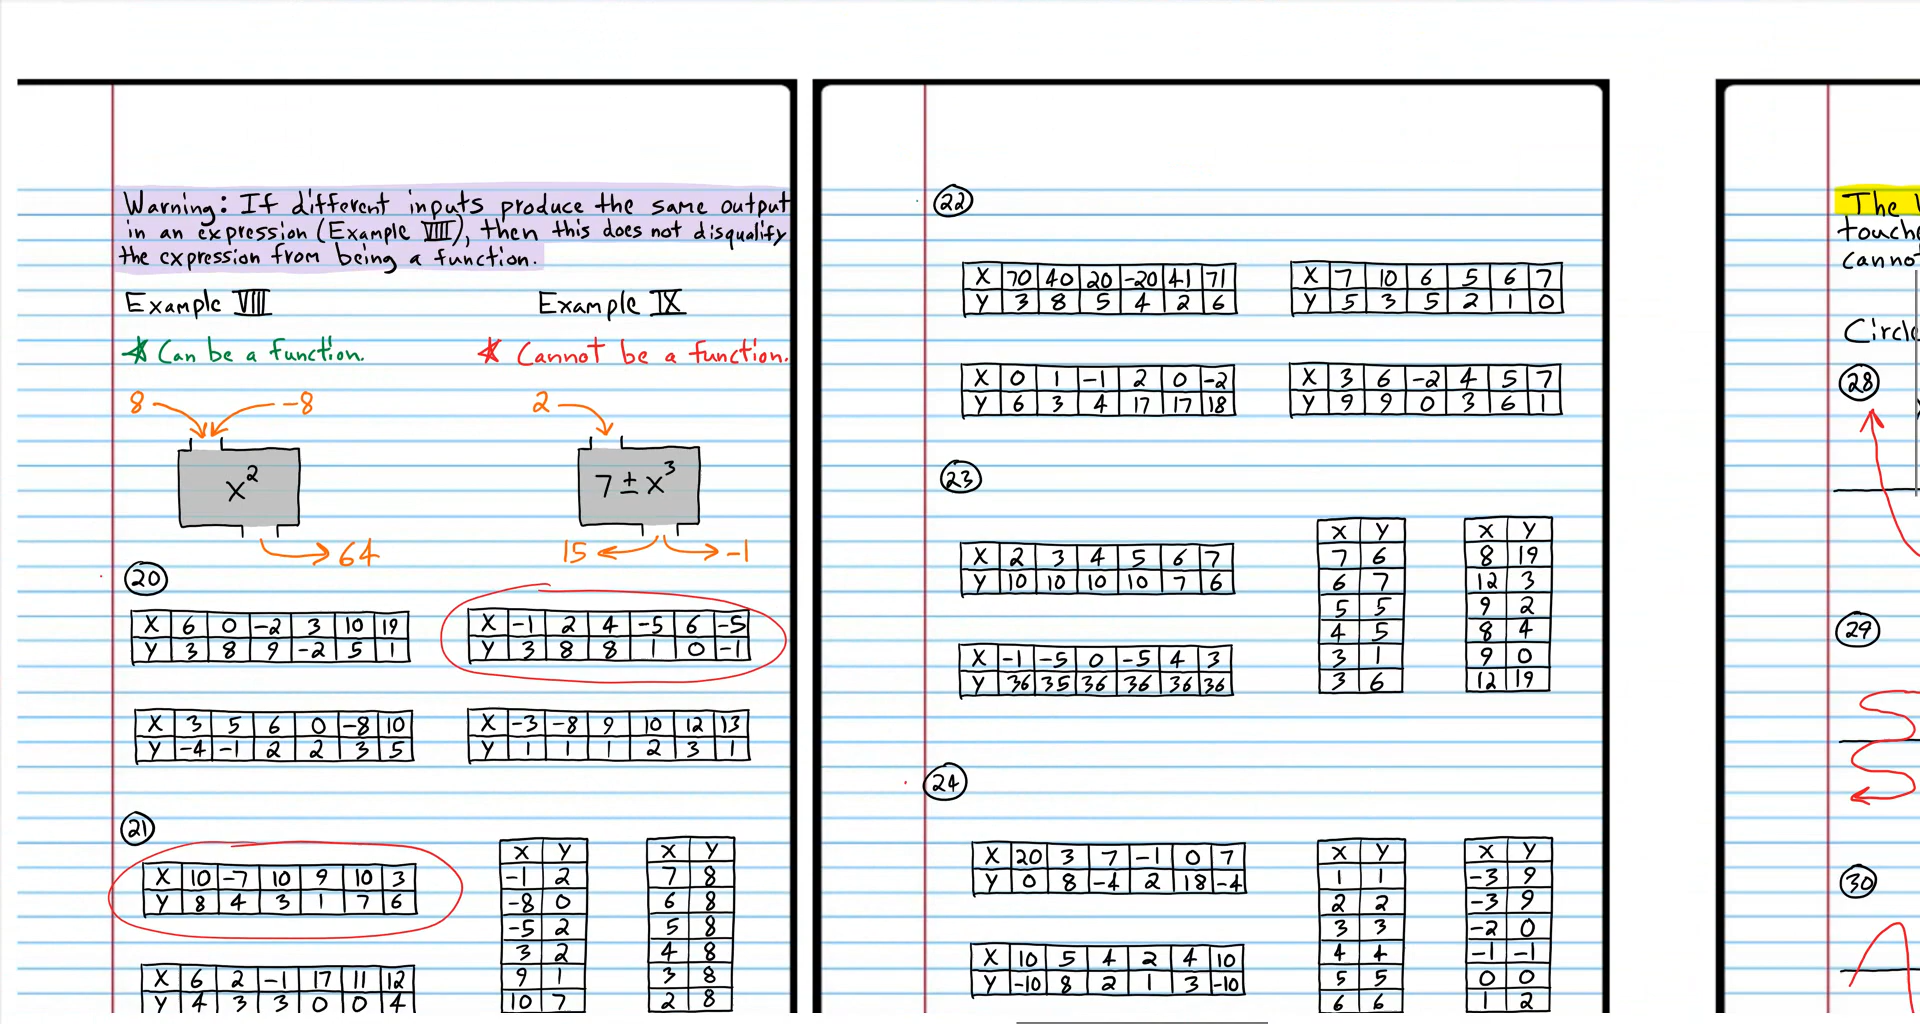 Warning: If different inputs produce the same output
in an expression (Example VIII), then this does not disqualify
the expression from being a function.
Example VIII
Example IX
* Can be a function.
* Cannot be a function.
8
-8
2
x²
7 ± x³
64
15
-1
20
X 6 0 -2 3 10 19
Y 3 8 9 -2 5 1
X -1 2 4 -5 6 -5
Y 3 8 8 1 0 -1
X 3 5 6 0 -8 10
Y -4 -1 2 2 3 5
X -3 -8 9 10 12 13
Y 1 1 1 2 3 1
21
X 10 -7 10 9 10 3
Y 8 4 3 1 7 6
X 6 2 -1 17 11 12
Y 4 3 3 0 0 4
X Y
-1 2
-8 0
-5 2
3 2
9 1
10 7
X Y
7 8
6 8
5 8
4 8
3 8
2 8
22
X 70 40 20 -20 41 71
Y 3 8 5 4 2 6
X 7 10 6 5 6 7
Y 5 3 5 2 1 0
X 0 1 -1 2 0 -2
Y 6 3 4 17 17 18
X 3 6 -2 4 5 7
Y 9 9 0 3 6 1
23
X 2 3 4 5 6 7
Y 10 10 10 10 7 6
X -1 -5 0 -5 4 3
Y 36 35 36 36 36 36
X Y
7 6
6 7
5 5
4 5
3 1
3 6
X Y
8 19
12 3
9 2
8 4
9 0
12 19
24
X 20 3 7 -1 0 7
Y 0 8 -4 2 18 -4
X 10 5 4 2 4 10
Y -10 8 2 1 3 -10
X Y
1 1
2 2
3 3
4 4
5 5
6 6
X Y
-3 9
-3 9
-2 0
-1 -1
0 0
1 2
The
touche
canno
Circl
28
29
30